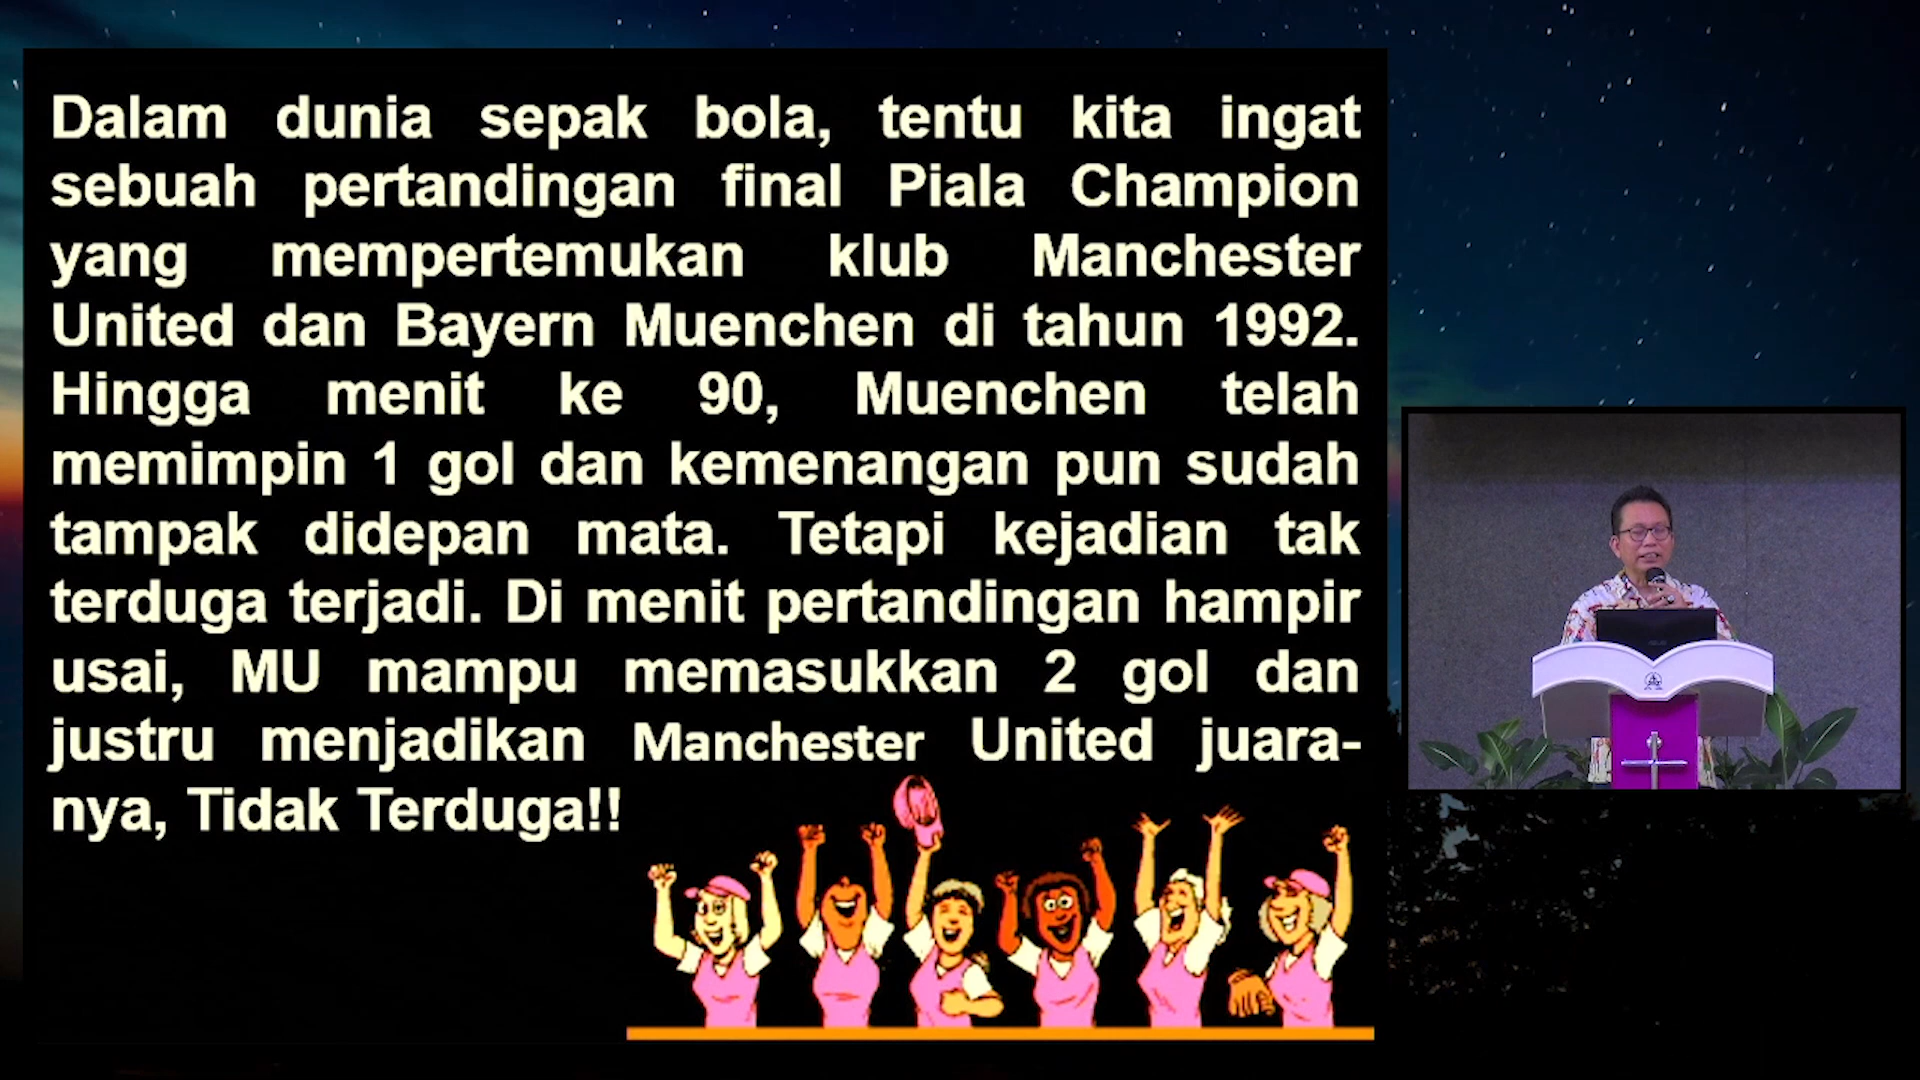 Dalam dunia sepak bola, tentu kita ingat
sebuah pertandingan final Piala Champion
yang mempertemukan klub Manchester
United dan Bayern Muenchen di tahun 1992.
Hingga menit ke 90, Muenchen telah
memimpin 1 gol dan kemenangan pun sudah
tampak didepan mata. Tetapi kejadian tak
terduga terjadi. Di menit pertandingan hampir
usai, MU mampu memasukkan 2 gol dan
justru menjadikan Manchester United juara-
nya, Tidak Terduga!!